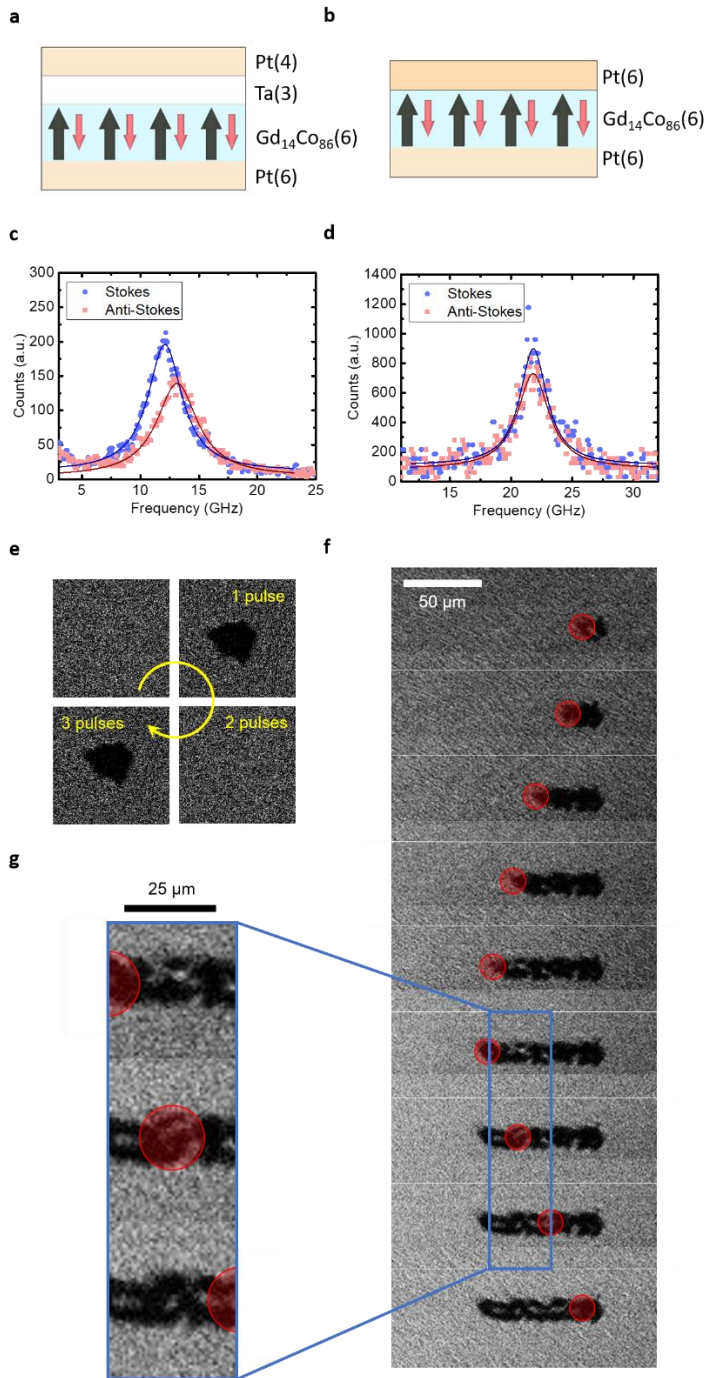 a
Pt(4)
Ta(3)
Gd14Co86(6)
Pt(6)
b
Pt(6)
Gd14Co86(6)
Pt(6)
c
300
250
200
150
100
50
0
5
10
15
20
25
Counts (a.u.)
Frequency (GHz)
Stokes
Anti-Stokes
d
1400
1200
1000
800
600
400
200
0
15
20
25
30
Counts (a.u.)
Frequency (GHz)
Stokes
Anti-Stokes
e
1 pulse
3 pulses
2 pulses
f
50 µm
g
25 µm